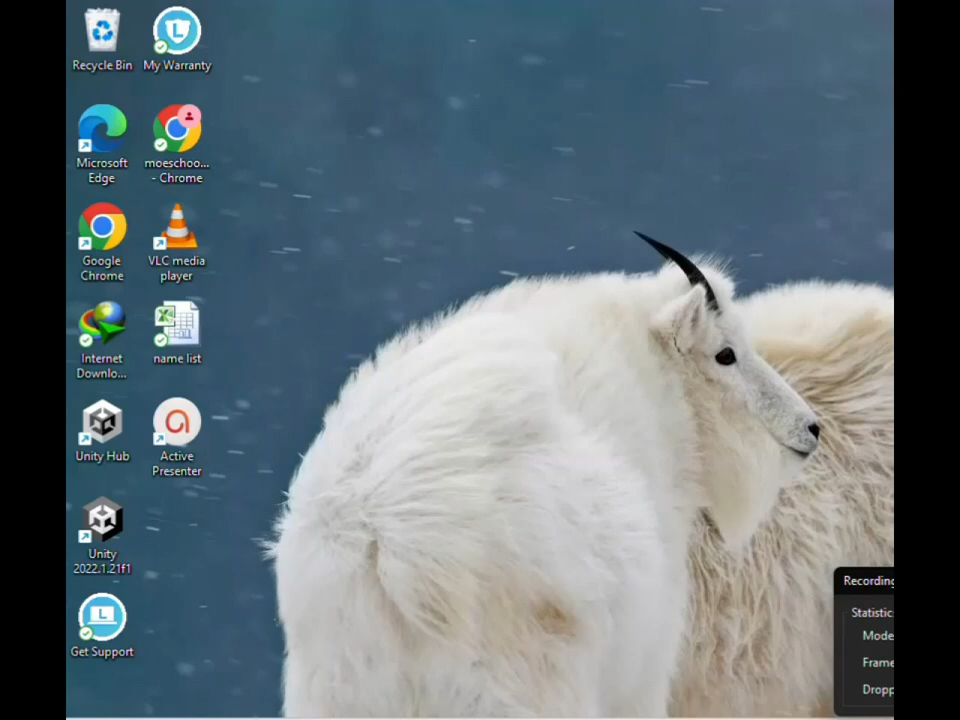 Recycle Bin
My Warranty
Microsoft
Edge
moeschoo...
- Chrome
Google
Chrome
VLC media
player
Internet
Downlo...
name list
Unity Hub
Active
Presenter
Unity
2022.1.21f1
Get Support
Recording
Statistic
Mode
Frame
Dropp